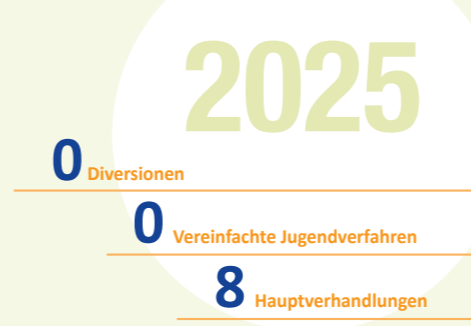 2025
0 Diversionen
0 Vereinfachte Jugendverfahren
8 Hauptverhandlungen